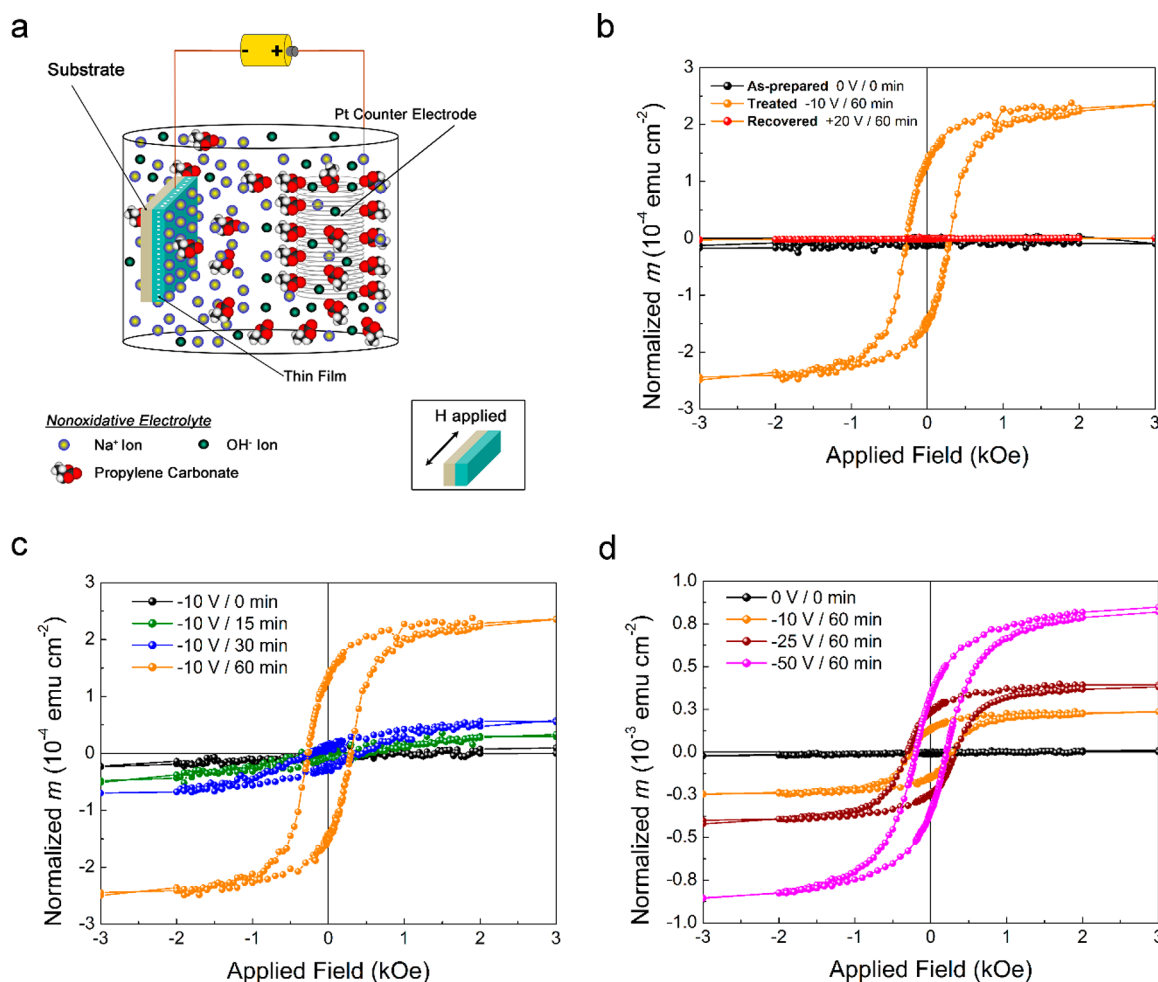 a
- +
Substrate
Pt Counter Electrode
Thin Film
Nonoxidative Electrolyte
Na⁺ Ion
OH⁻ Ion
Propylene Carbonate
H applied
b
As-prepared 0 V / 0 min
Treated -10 V / 60 min
Recovered +20 V / 60 min
3
2
1
0
-1
-2
-3
Normalized m (10⁻⁴ emu cm⁻²)
-3 -2 -1 0 1 2 3
Applied Field (kOe)
c
-10 V / 0 min
-10 V / 15 min
-10 V / 30 min
-10 V / 60 min
3
2
1
0
-1
-2
-3
Normalized m (10⁻⁴ emu cm⁻²)
-3 -2 -1 0 1 2 3
Applied Field (kOe)
d
0 V / 0 min
-10 V / 60 min
-25 V / 60 min
-50 V / 60 min
1.0
0.8
0.5
0.3
0.0
-0.3
-0.5
-0.8
-1.0
Normalized m (10⁻³ emu cm⁻²)
-3 -2 -1 0 1 2 3
Applied Field (kOe)